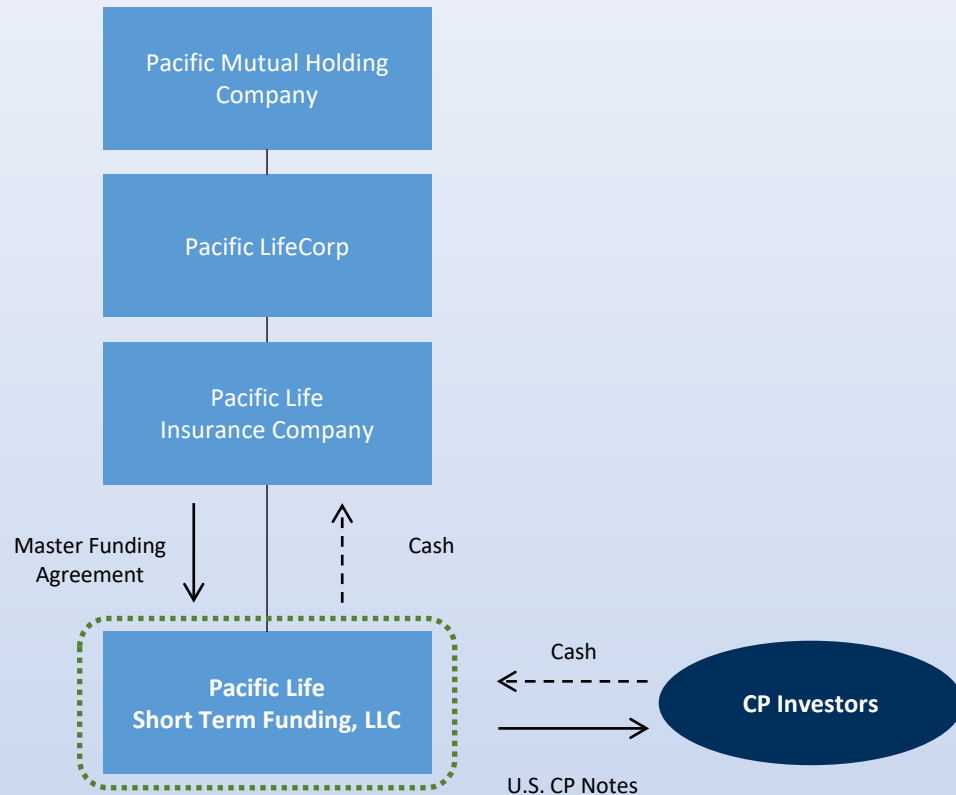 Pacific Mutual Holding
Company
Pacific LifeCorp
Pacific Life
Insurance Company
Master Funding
Agreement
Cash
Pacific Life
Short Term Funding, LLC
Cash
U.S. CP Notes
CP Investors